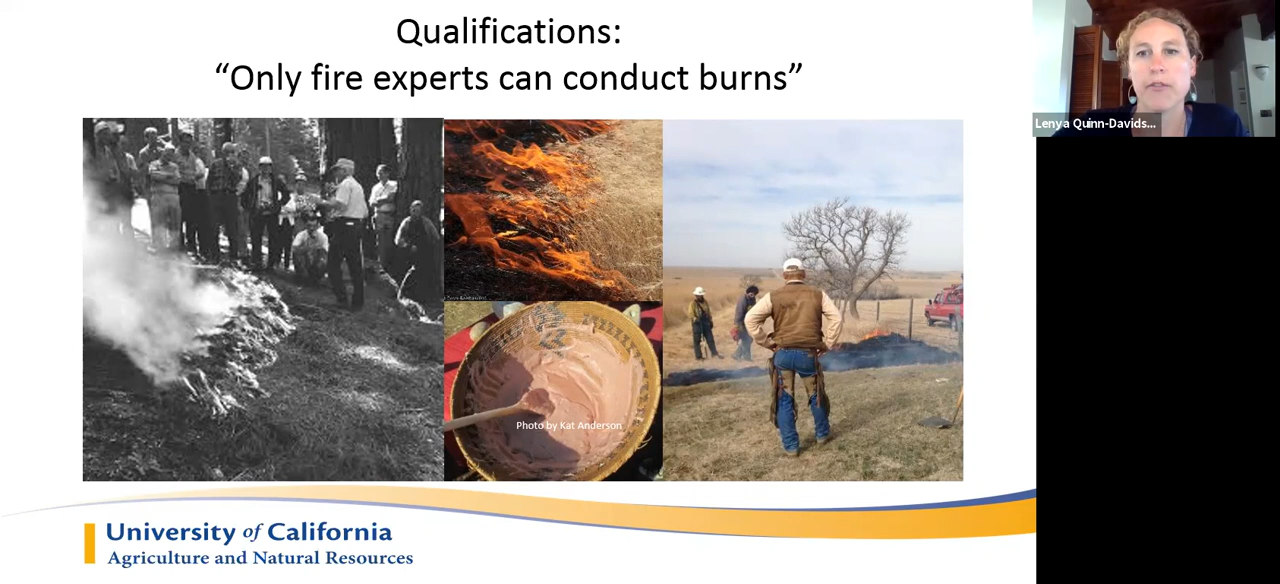 Qualifications:
“Only fire experts can conduct burns”
Lenya Quinn-Davids...
Photo by Kat Anderson
University of California
Agriculture and Natural Resources